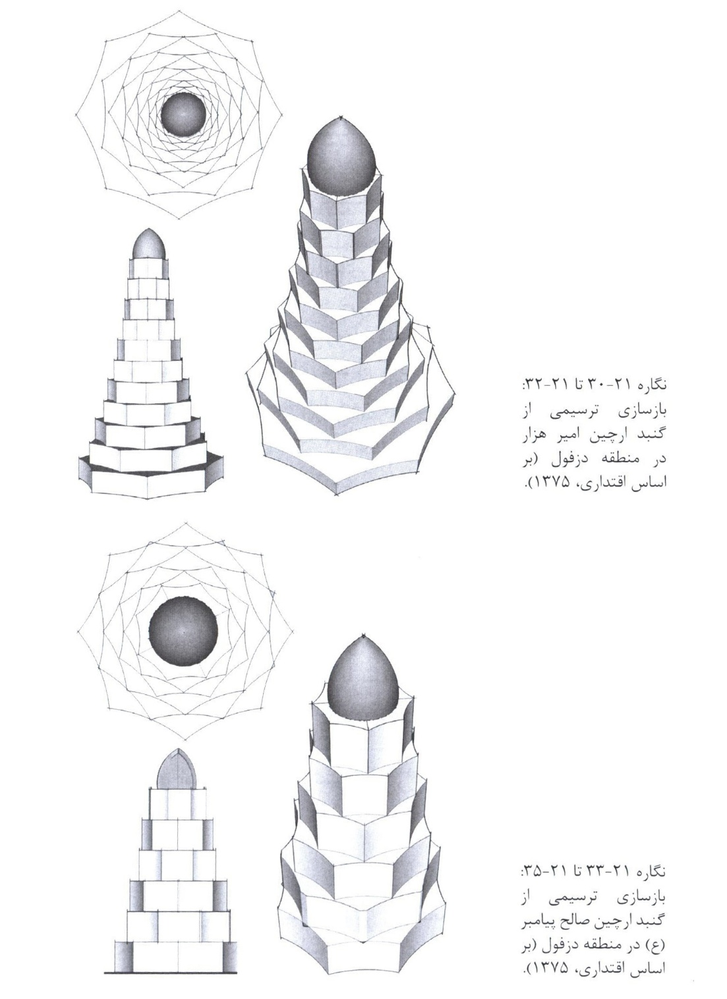 نگاره ۲۱-۳۰ تا ۲۱-۳۲:
بازسازی ترسیمی از
گنبد ارچین امیر هزار
در منطقه دزفول (بر
اساس اقتداری، ۱۳۷۵).
نگاره ۲۱-۳۳ تا ۲۱-۳۵:
بازسازی ترسیمی از
گنبد ارچین صالح پیامبر
(ع) در منطقه دزفول (بر
اساس اقتداری، ۱۳۷۵).